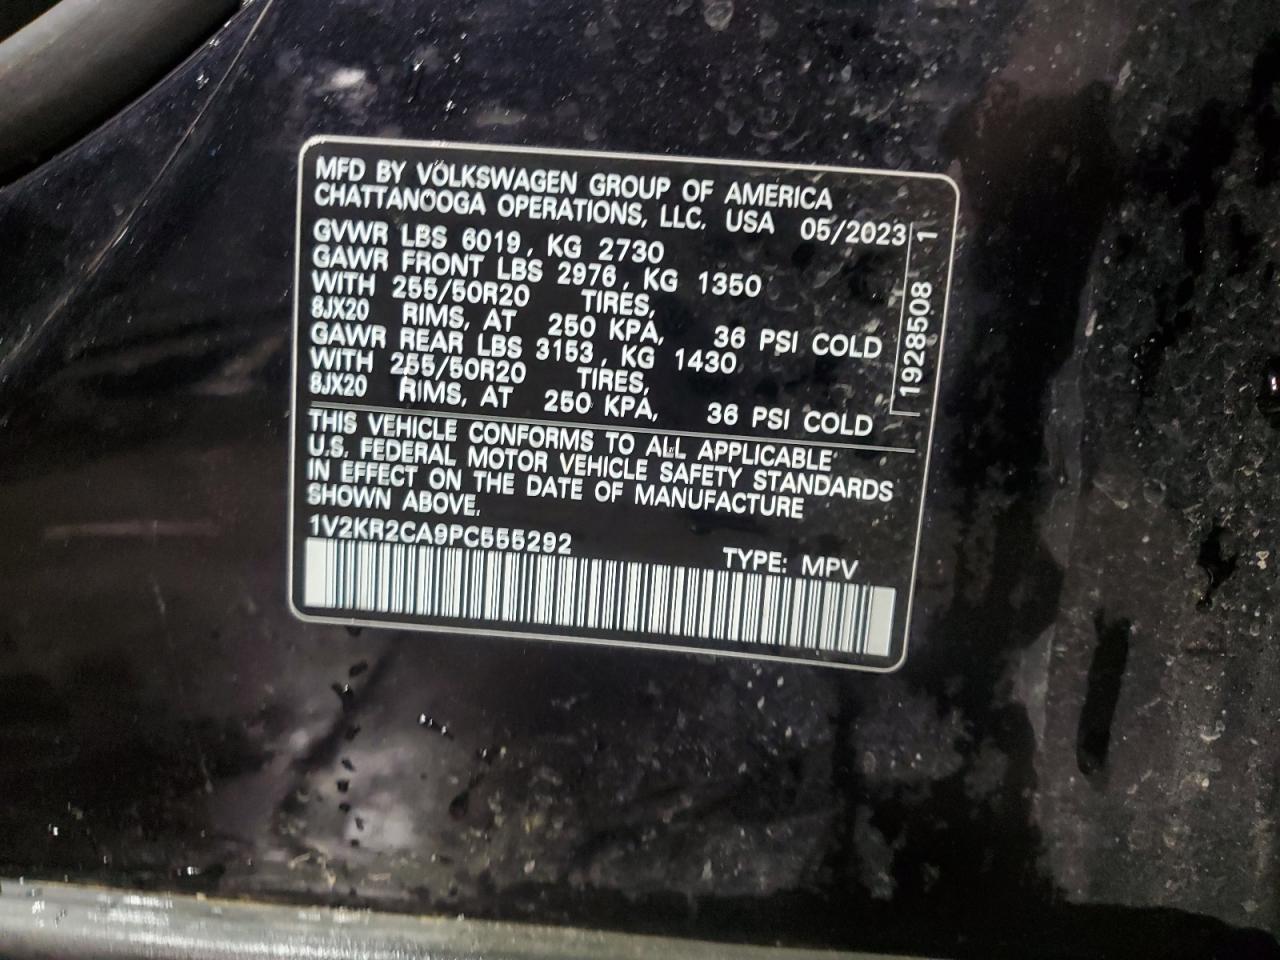 MFD BY VOLKSWAGEN GROUP OF AMERICA
CHATTANOOGA OPERATIONS, LLC. USA 05/2023
GVWR LBS 6019, KG 2730
GAWR FRONT LBS 2976, KG 1350
WITH 255/50R20 TIRES,
8JX20 RIMS, AT 250 KPA, 36 PSI COLD
GAWR REAR LBS 3153, KG 1430
WITH 255/50R20 TIRES,
8JX20 RIMS, AT 250 KPA, 36 PSI COLD
1928508 1
THIS VEHICLE CONFORMS TO ALL APPLICABLE
U.S. FEDERAL MOTOR VEHICLE SAFETY STANDARDS
IN EFFECT ON THE DATE OF MANUFACTURE
SHOWN ABOVE.
1V2KR2CA9PC555292
TYPE: MPV